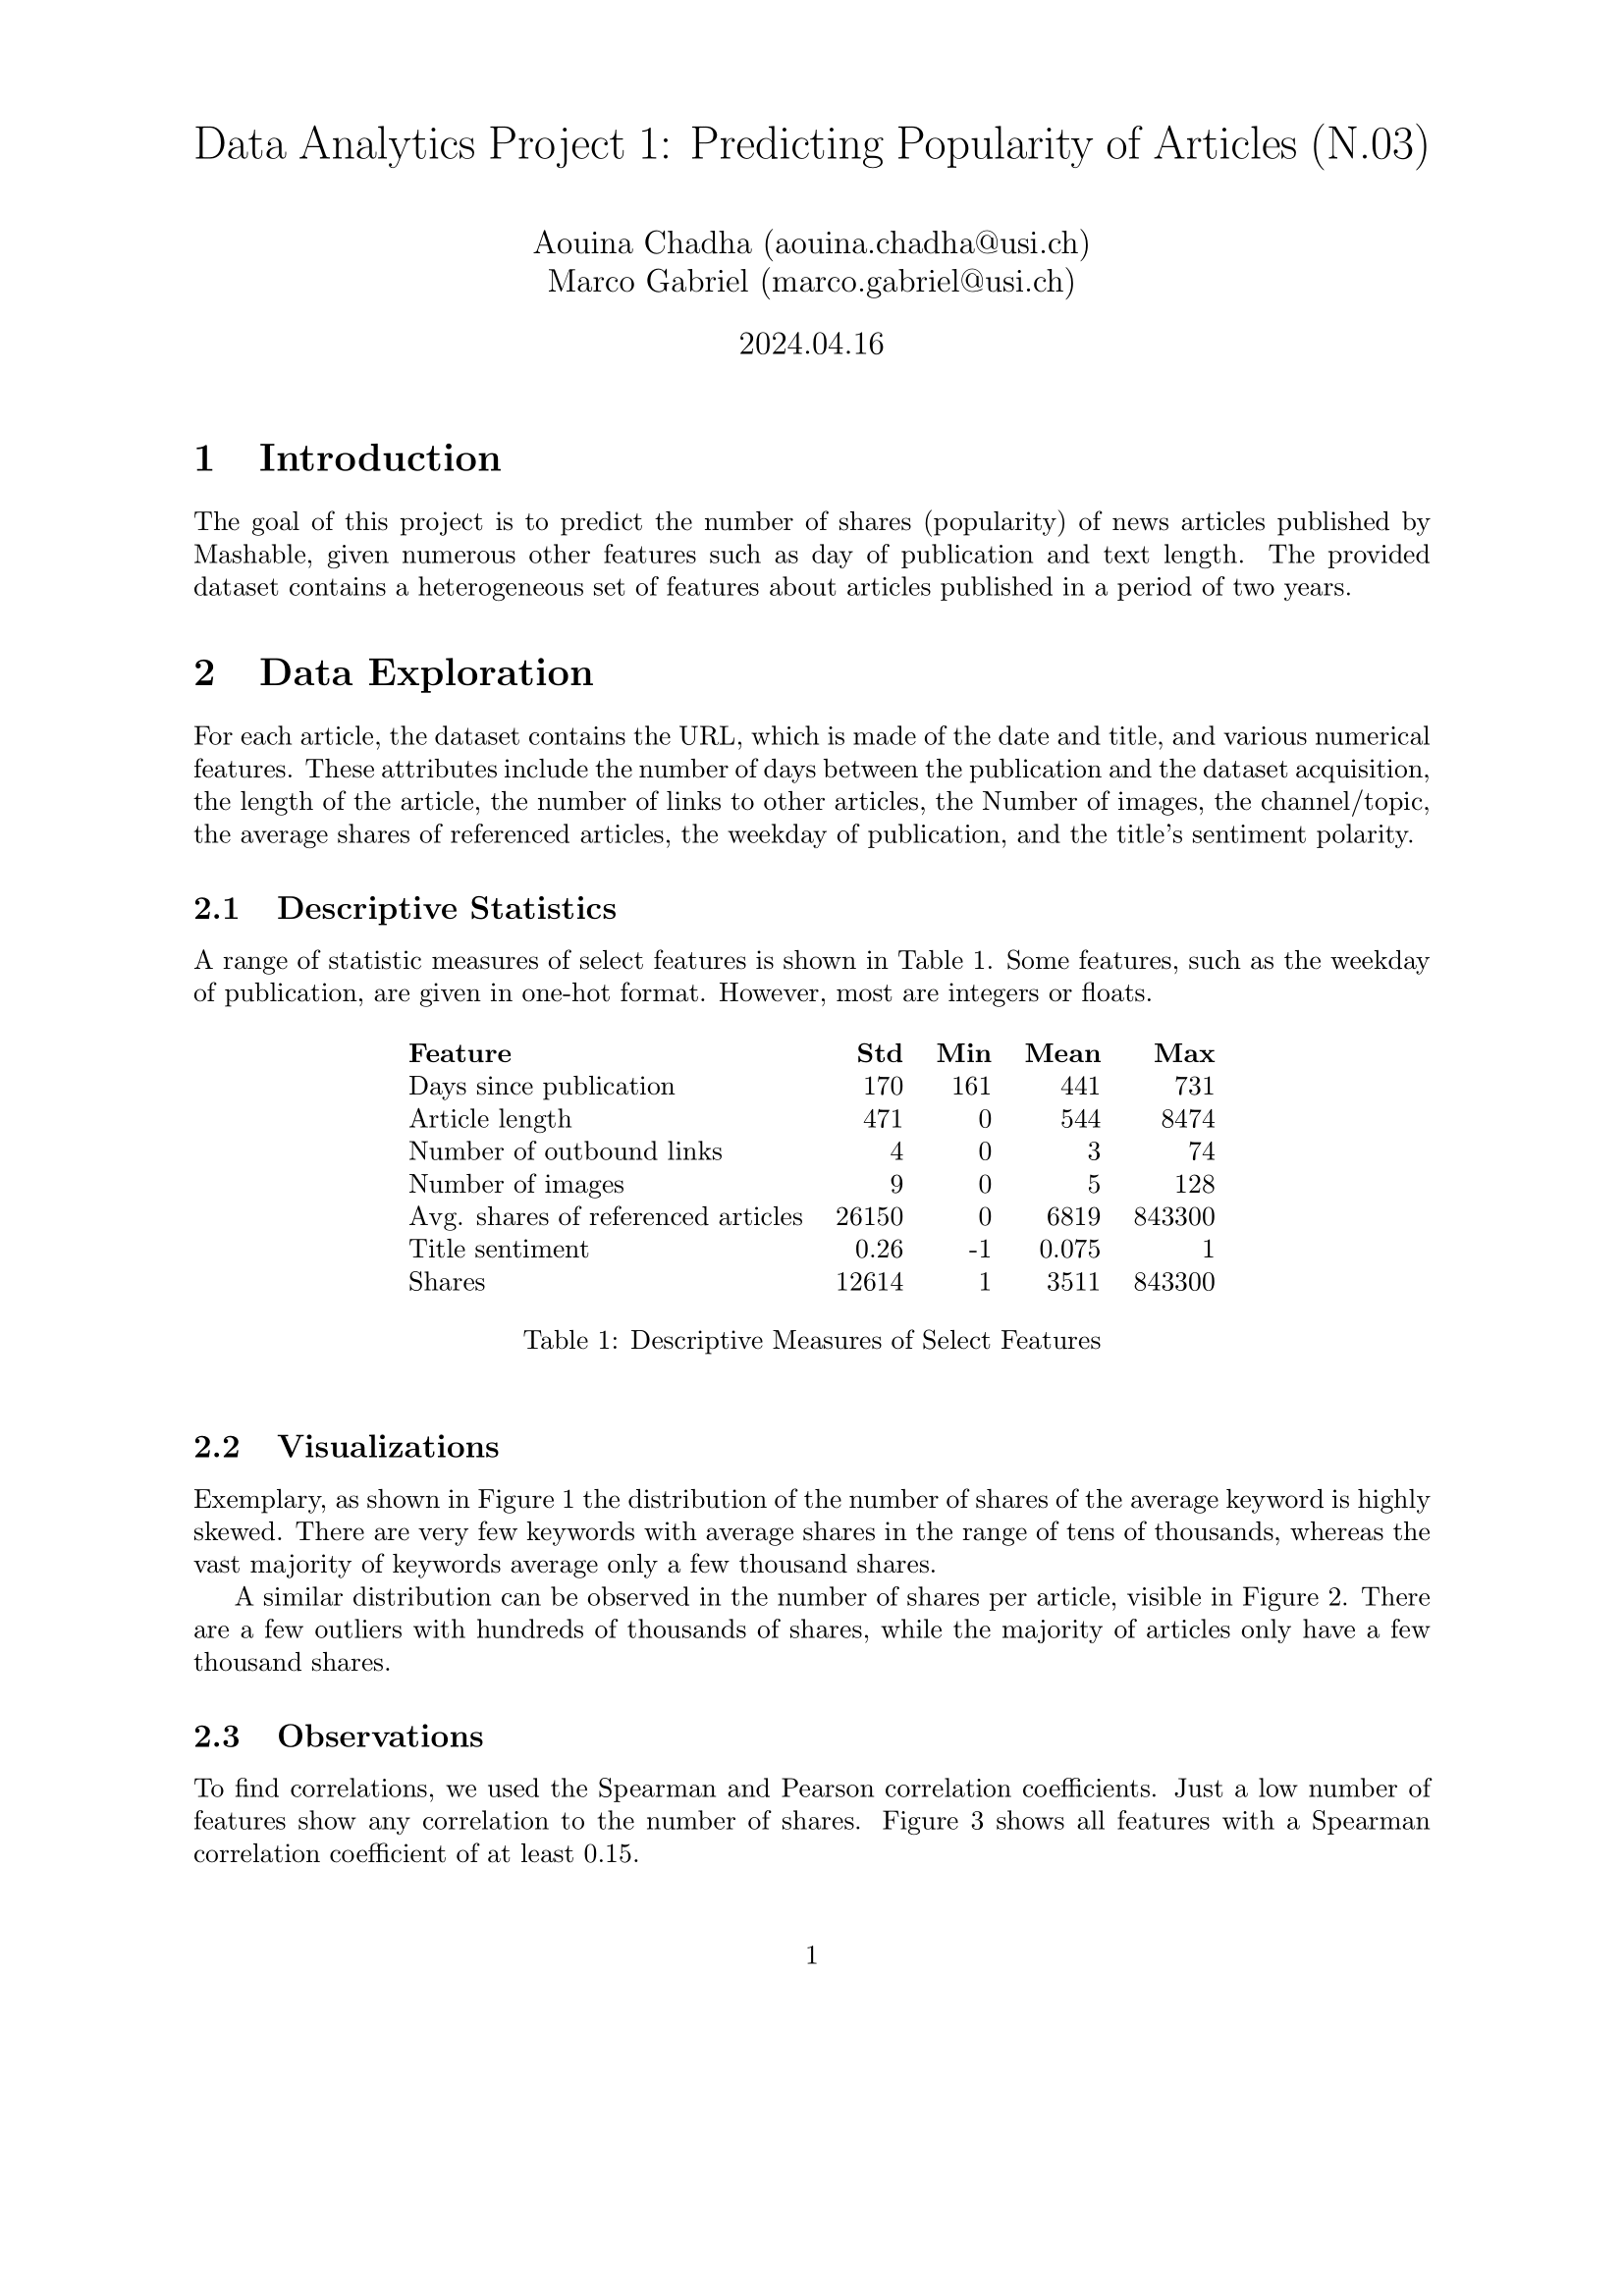 Data Analytics Project 1: Predicting Popularity of Articles (N.03)
Aouina Chadha (aouina.chadha@usi.ch)
Marco Gabriel (marco.gabriel@usi.ch)
2024.04.16
1 Introduction
The goal of this project is to predict the number of shares (popularity) of news articles published by
Mashable, given numerous other features such as day of publication and text length. The provided
dataset contains a heterogeneous set of features about articles published in a period of two years.
2 Data Exploration
For each article, the dataset contains the URL, which is made of the date and title, and various numerical
features. These attributes include the number of days between the publication and the dataset acquisition,
the length of the article, the number of links to other articles, the Number of images, the channel/topic,
the average shares of referenced articles, the weekday of publication, and the title's sentiment polarity.
2.1 Descriptive Statistics
A range of statistic measures of select features is shown in Table 1. Some features, such as the weekday
of publication, are given in one-hot format. However, most are integers or floats.
Feature Std Min Mean Max
Days since publication 170 161 441 731
Article length 471 0 544 8474
Number of outbound links 4 0 3 74
Number of images 9 0 5 128
Avg. shares of referenced articles 26150 0 6819 843300
Title sentiment 0.26 -1 0.075 1
Shares 12614 1 3511 843300
Table 1: Descriptive Measures of Select Features
2.2 Visualizations
Exemplary, as shown in Figure 1 the distribution of the number of shares of the average keyword is highly
skewed. There are very few keywords with average shares in the range of tens of thousands, whereas the
vast majority of keywords average only a few thousand shares.
A similar distribution can be observed in the number of shares per article, visible in Figure 2. There
are a few outliers with hundreds of thousands of shares, while the majority of articles only have a few
thousand shares.
2.3 Observations
To find correlations, we used the Spearman and Pearson correlation coefficients. Just a low number of
features show any correlation to the number of shares. Figure 3 shows all features with a Spearman
correlation coefficient of at least 0.15.
1